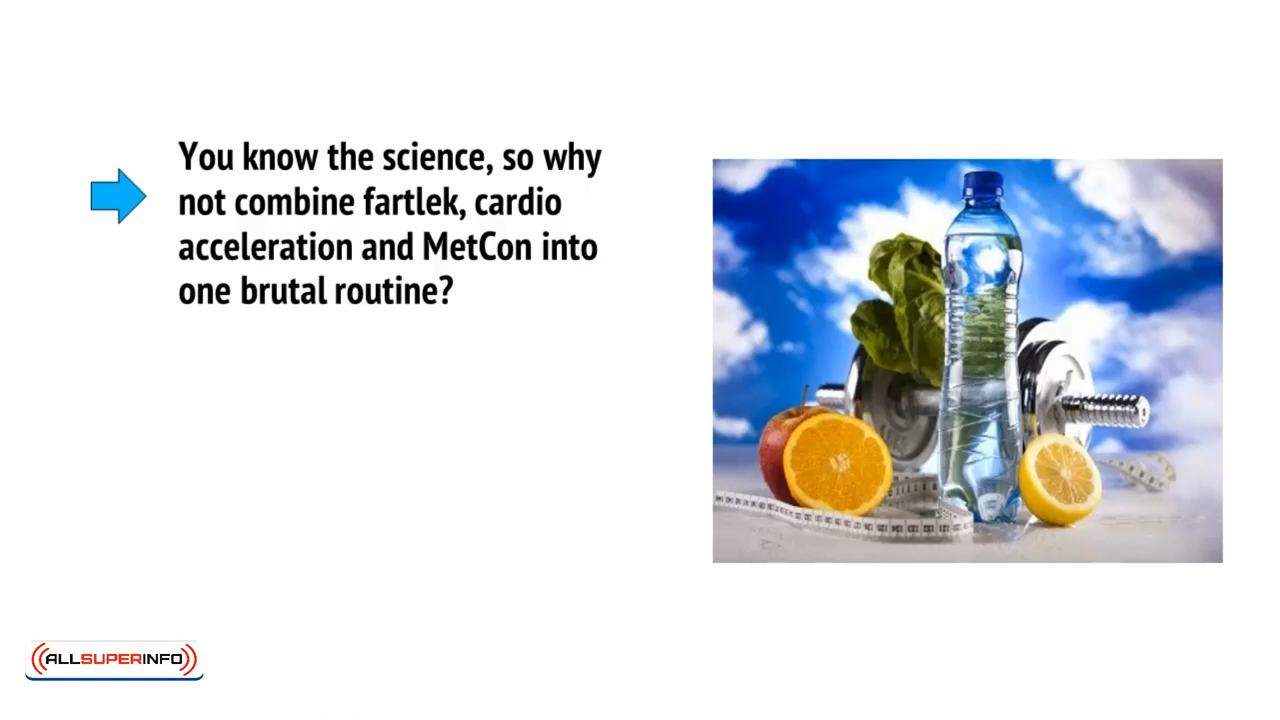 You know the science, so why
not combine fartlek, cardio
acceleration and MetCon into
one brutal routine?
ALLSUPERINFO